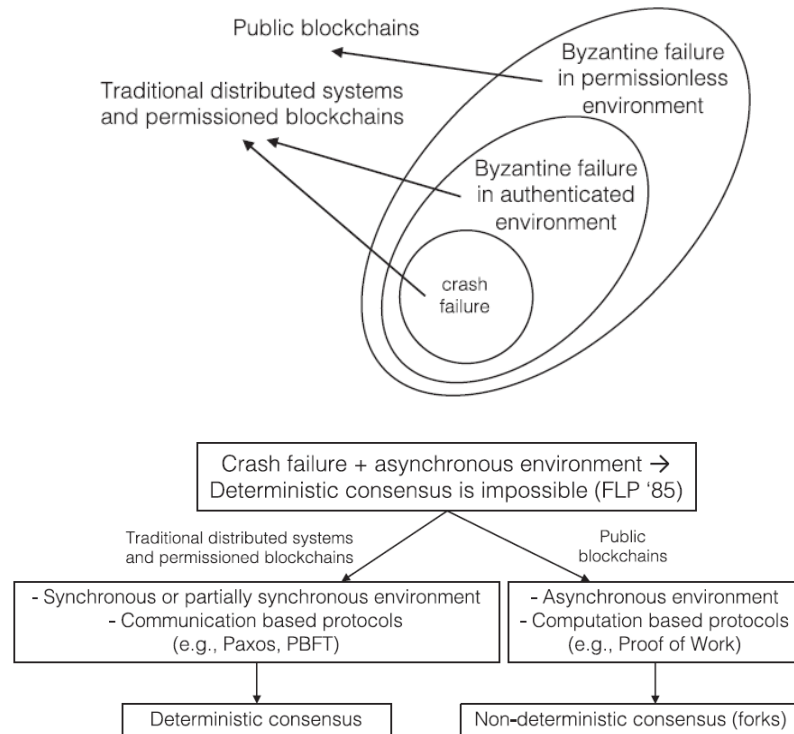 Public blockchains
Byzantine failure
in permissionless
environment
Traditional distributed systems
and permissioned blockchains
Byzantine failure
in authenticated
environment
crash
failure
Crash failure + asynchronous environment →
Deterministic consensus is impossible (FLP ‘85)
Traditional distributed systems
and permissioned blockchains
Public
blockchains
- Synchronous or partially synchronous environment
- Communication based protocols
(e.g., Paxos, PBFT)
- Asynchronous environment
- Computation based protocols
(e.g., Proof of Work)
Deterministic consensus
Non-deterministic consensus (forks)